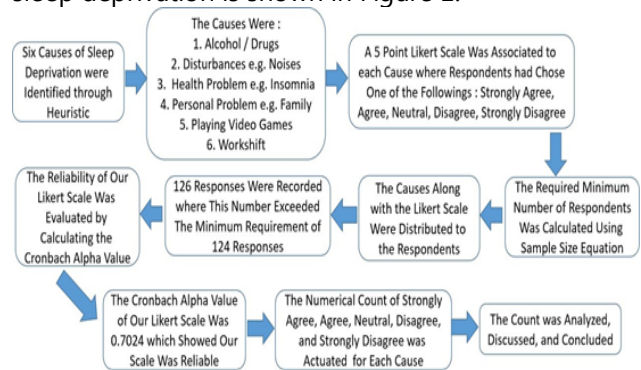 sleep deprivation is shown in Figure 2.
Six Causes of Sleep
Deprivation were
Identified through
Heuristic
The Causes Were :
1. Alcohol / Drugs
2. Disturbances e.g. Noises
3. Health Problem e.g. Insomnia
4. Personal Problem e.g. Family
5. Playing Video Games
6. Workshift
A 5 Point Likert Scale Was Associated to
each Cause where Respondents had Chose
One of the Followings : Strongly Agree,
Agree, Neutral, Disagree, Strongly Disagree
The Required Minimum
Number of Respondents
Was Calculated Using
Sample Size Equation
The Causes Along
with the Likert Scale
Were Distributed to
the Respondents
126 Responses Were Recorded
where This Number Exceeded
The Minimum Requirement of
124 Responses
The Reliability of Our
Likert Scale Was
Evaluated by
Calculating the
Cronbach Alpha Value
The Cronbach Alpha Value
of Our Likert Scale Was
0.7024 which Showed Our
Scale Was Reliable
The Numerical Count of Strongly
Agree, Agree, Neutral, Disagree,
and Strongly Disagree was
Actuated for Each Cause
The Count was Analyzed,
Discussed, and Concluded